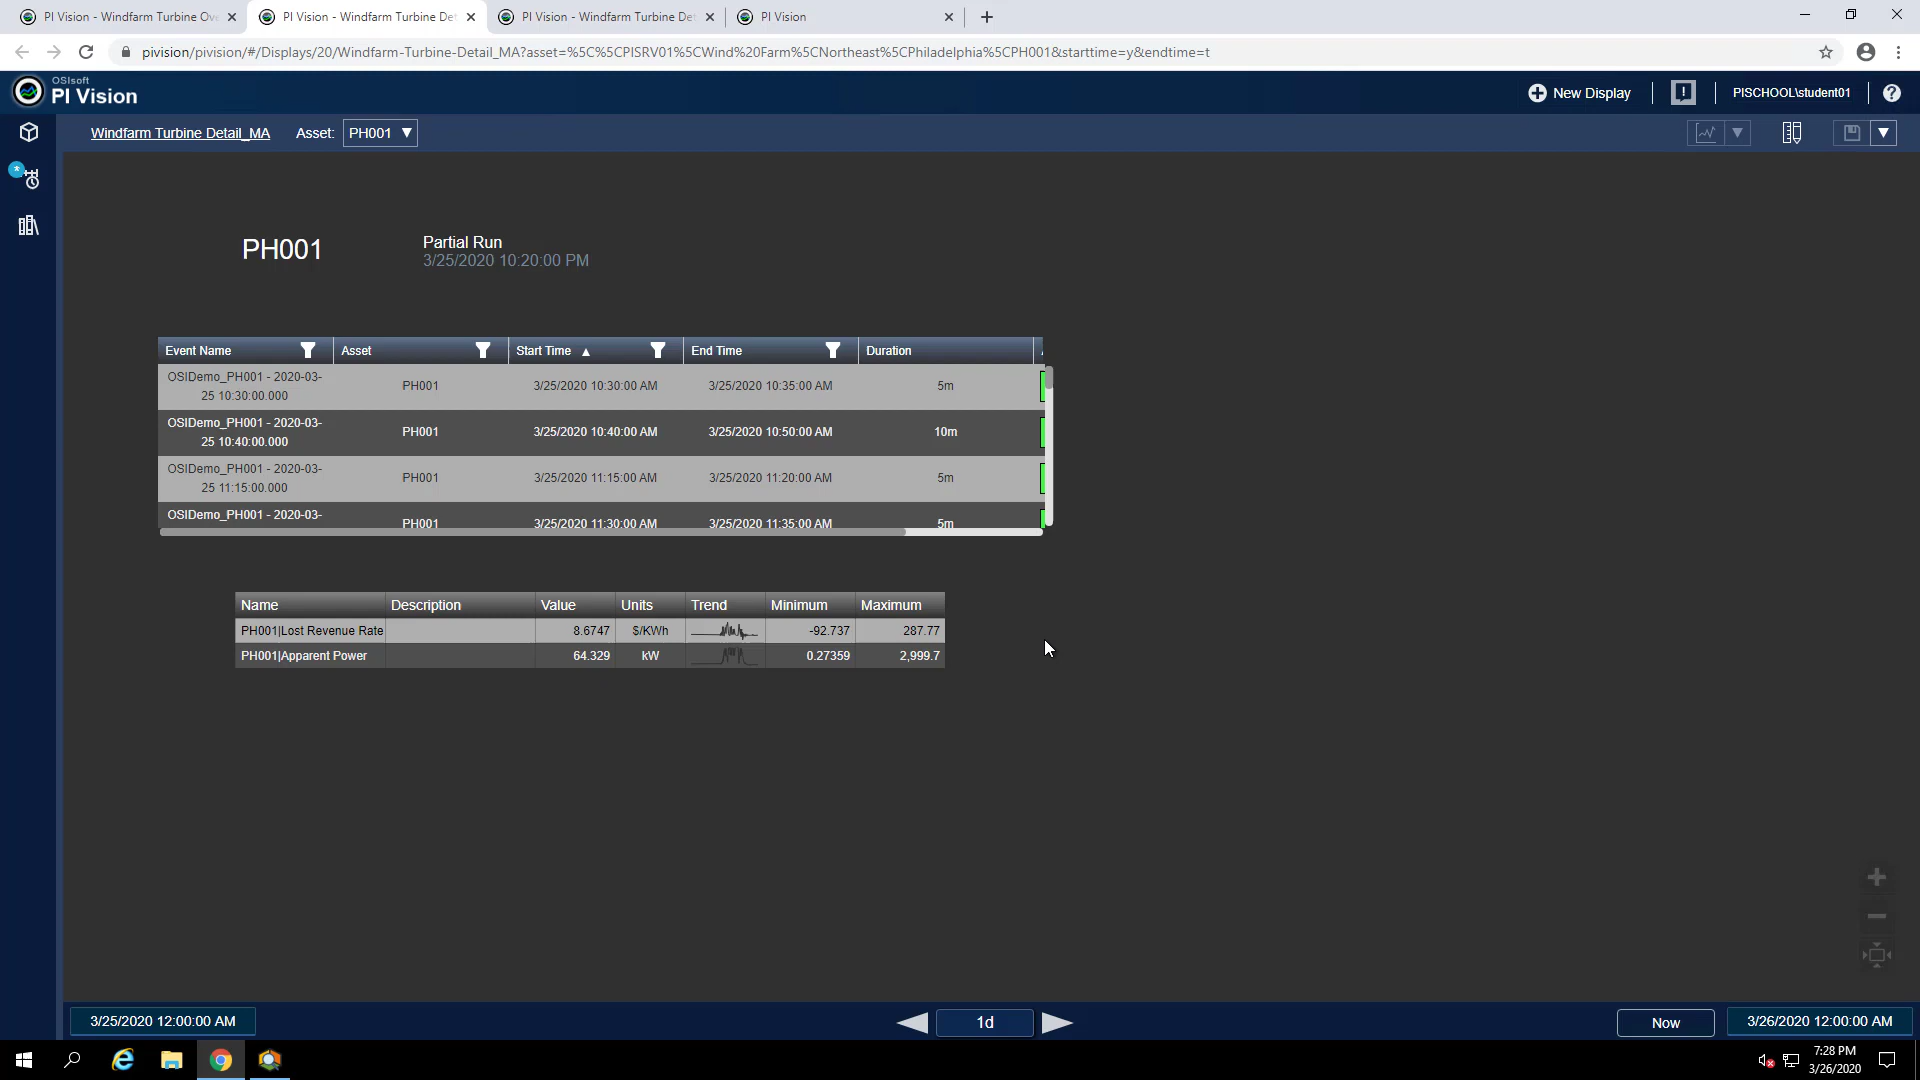 PI Vision - Windfarm Turbine Ov
PI Vision - Windfarm Turbine Det
PI Vision - Windfarm Turbine Det
PI Vision
pivision/pivision/#/Displays/20/Windfarm-Turbine-Detail_MA?asset=%5C%5CPISRV01%5CWind%20Farm%5CNortheast%5CPhiladelphia%5CPH001&starttime=y&endtime=t
OSIsoft
PI Vision
New Display
PISCHOOL\student01
Windfarm Turbine Detail_MA
Asset: PH001
PH001
Partial Run
3/25/2020 10:20:00 PM
Event Name Asset Start Time End Time Duration
OSIDemo_PH001 - 2020-03-
25 10:30:00.000 PH001 3/25/2020 10:30:00 AM 3/25/2020 10:35:00 AM 5m
OSIDemo_PH001 - 2020-03-
25 10:40:00.000 PH001 3/25/2020 10:40:00 AM 3/25/2020 10:50:00 AM 10m
OSIDemo_PH001 - 2020-03-
25 11:15:00.000 PH001 3/25/2020 11:15:00 AM 3/25/2020 11:20:00 AM 5m
OSIDemo_PH001 - 2020-03-
PH001 3/25/2020 11:30:00 AM 3/25/2020 11:35:00 AM 5m
Name Description Value Units Trend Minimum Maximum
PH001|Lost Revenue Rate 8.6747 $/KWh -92.737 287.77
PH001|Apparent Power 64.329 kW 0.27359 2,999.7
3/25/2020 12:00:00 AM
1d
Now
3/26/2020 12:00:00 AM
7:28 PM
3/26/2020